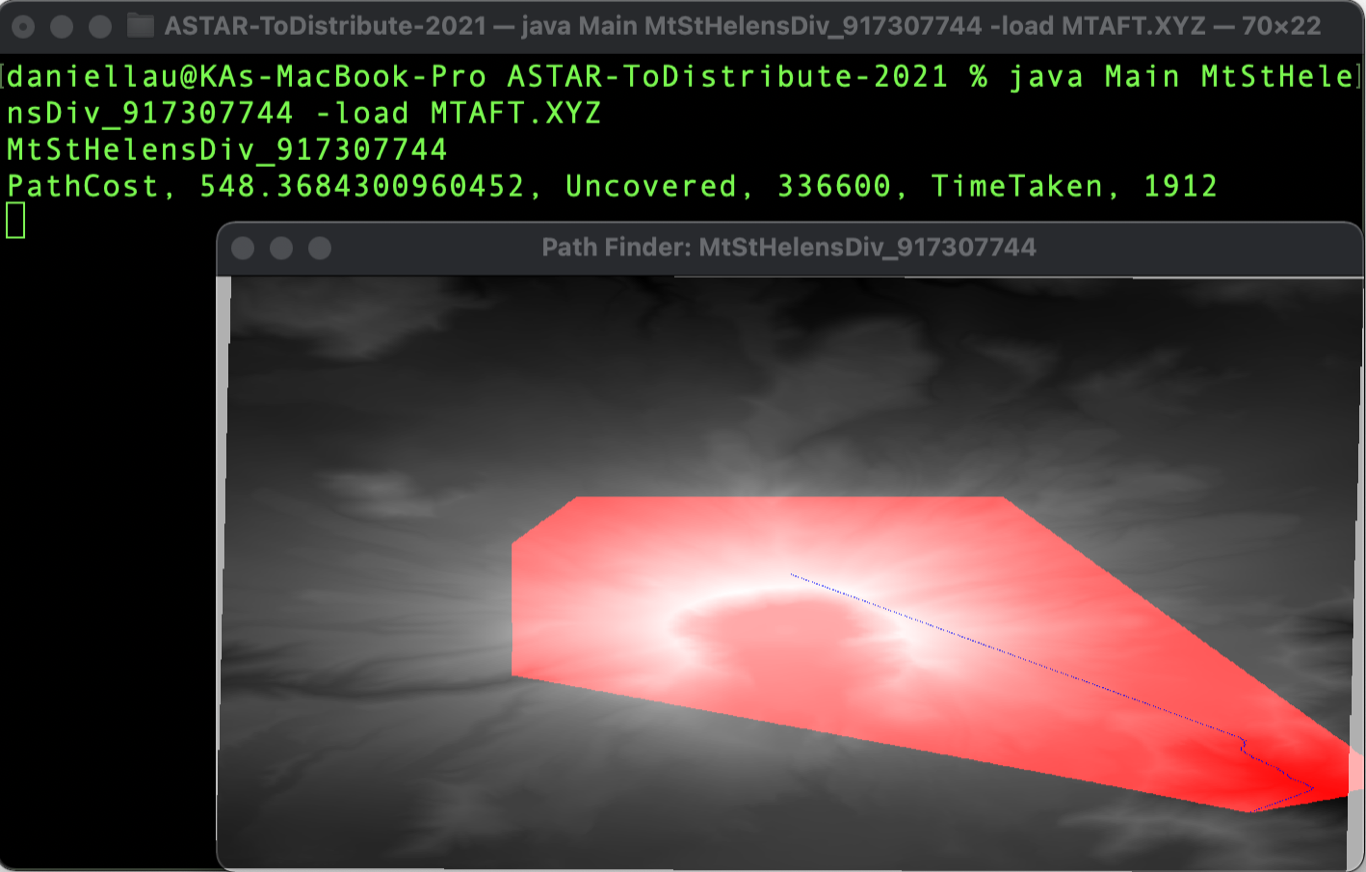 ASTAR-ToDistribute-2021 — java Main MtStHelensDiv_917307744 -load MTAFT.XYZ — 70×22
[daniellau@KAs-MacBook-Pro ASTAR-ToDistribute-2021 % java Main MtStHele]
nsDiv_917307744 -load MTAFT.XYZ
MtStHelensDiv_917307744
PathCost, 548.3684300960452, Uncovered, 336600, TimeTaken, 1912
Path Finder: MtStHelensDiv_917307744